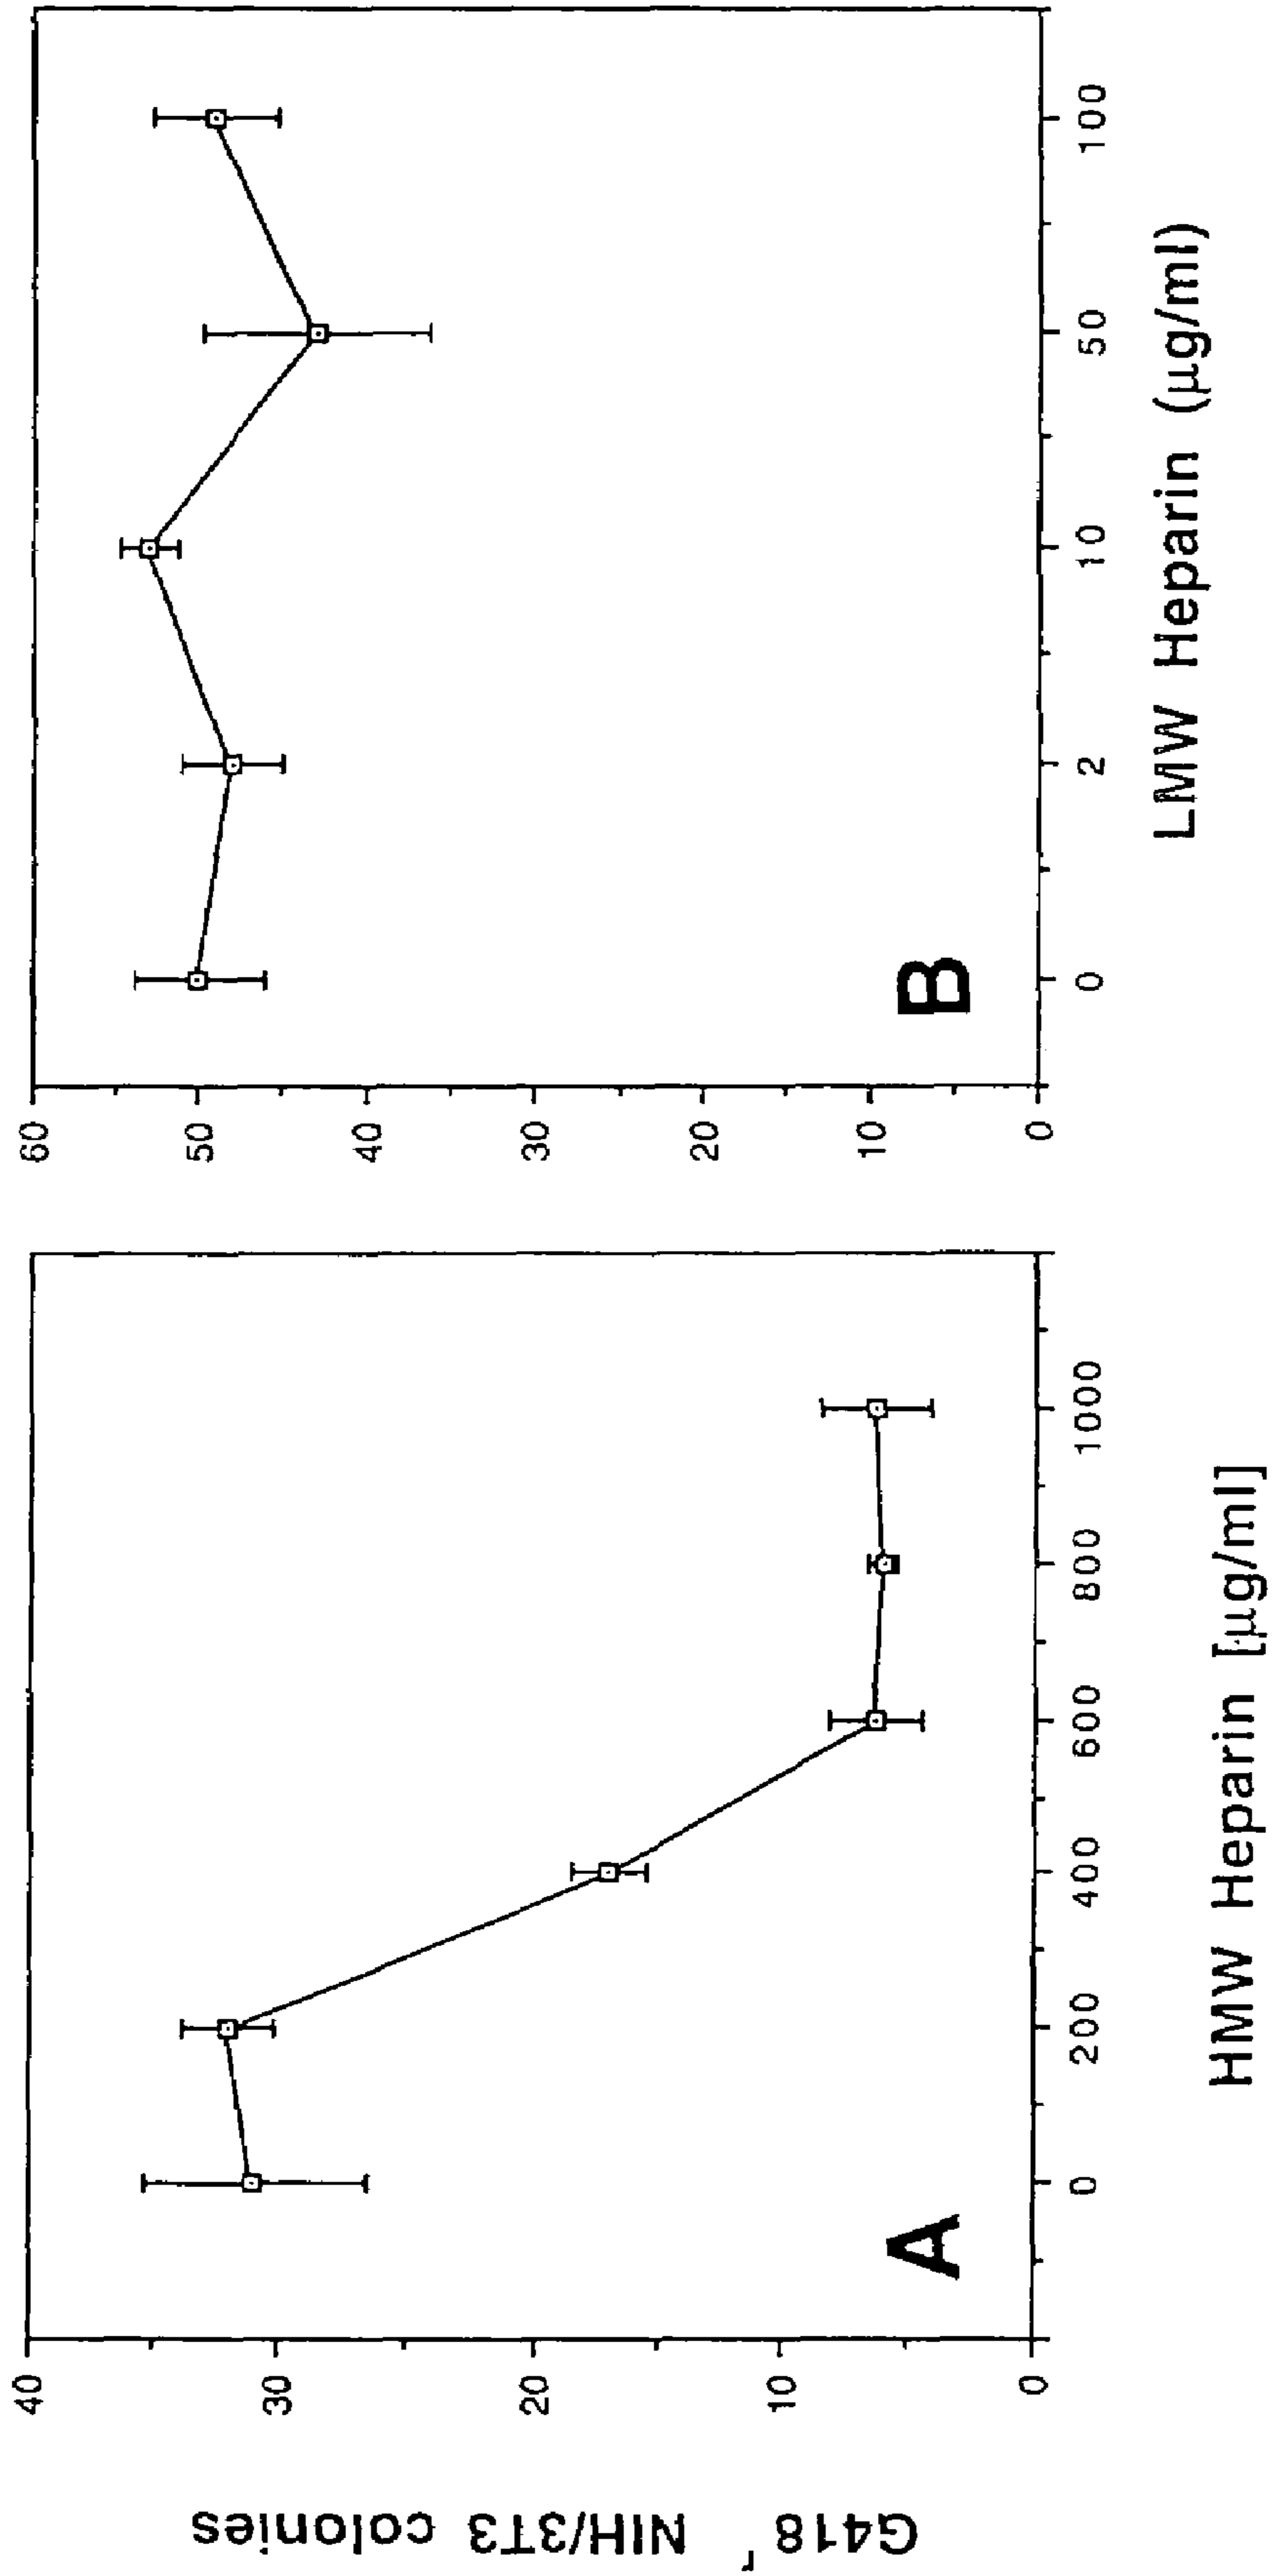 G418ʳ NIH/3T3 colonies
40
30
20
10
0
A
0 200 400 600 800 1000
HMW Heparin [µg/ml]
60
50
40
30
20
10
0
B
0 2 10 50 100
LMW Heparin (µg/ml)